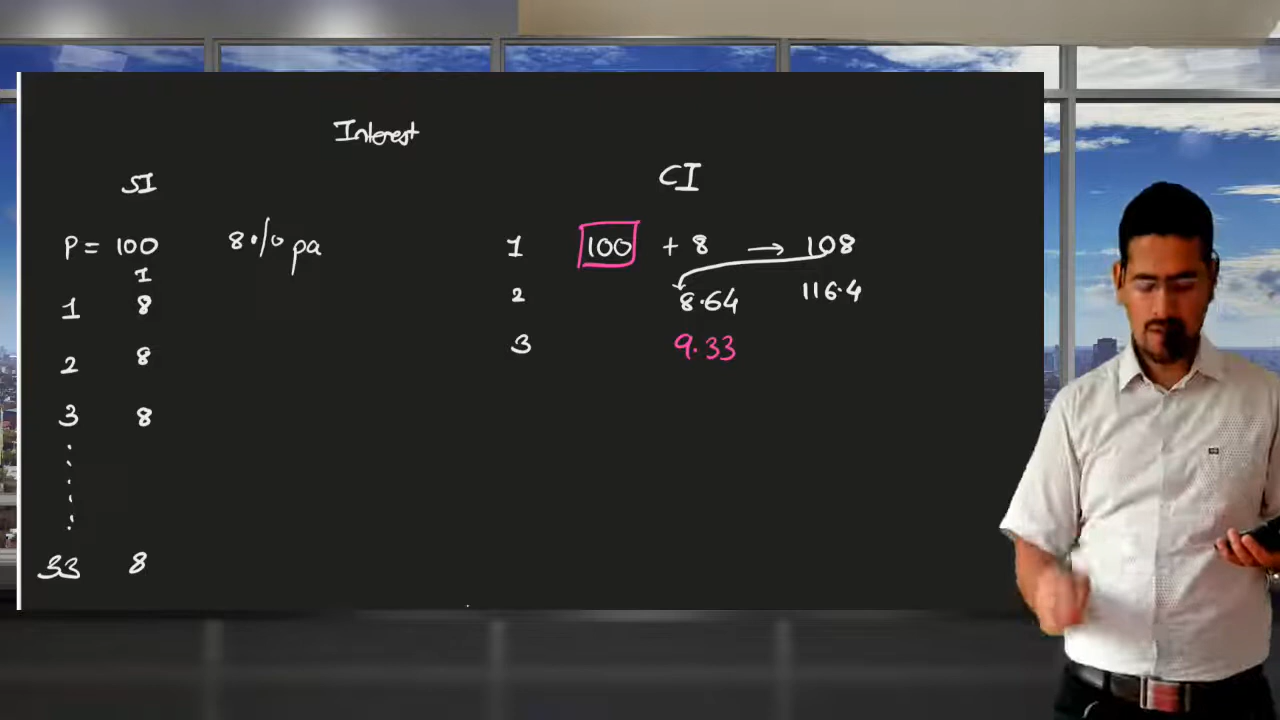 Interest
SI
CI
P = 100 8% pa
I
1 8
2 8
3 8
33 8
1 100 + 8 → 108
2 8.64 116.4
3 9.33